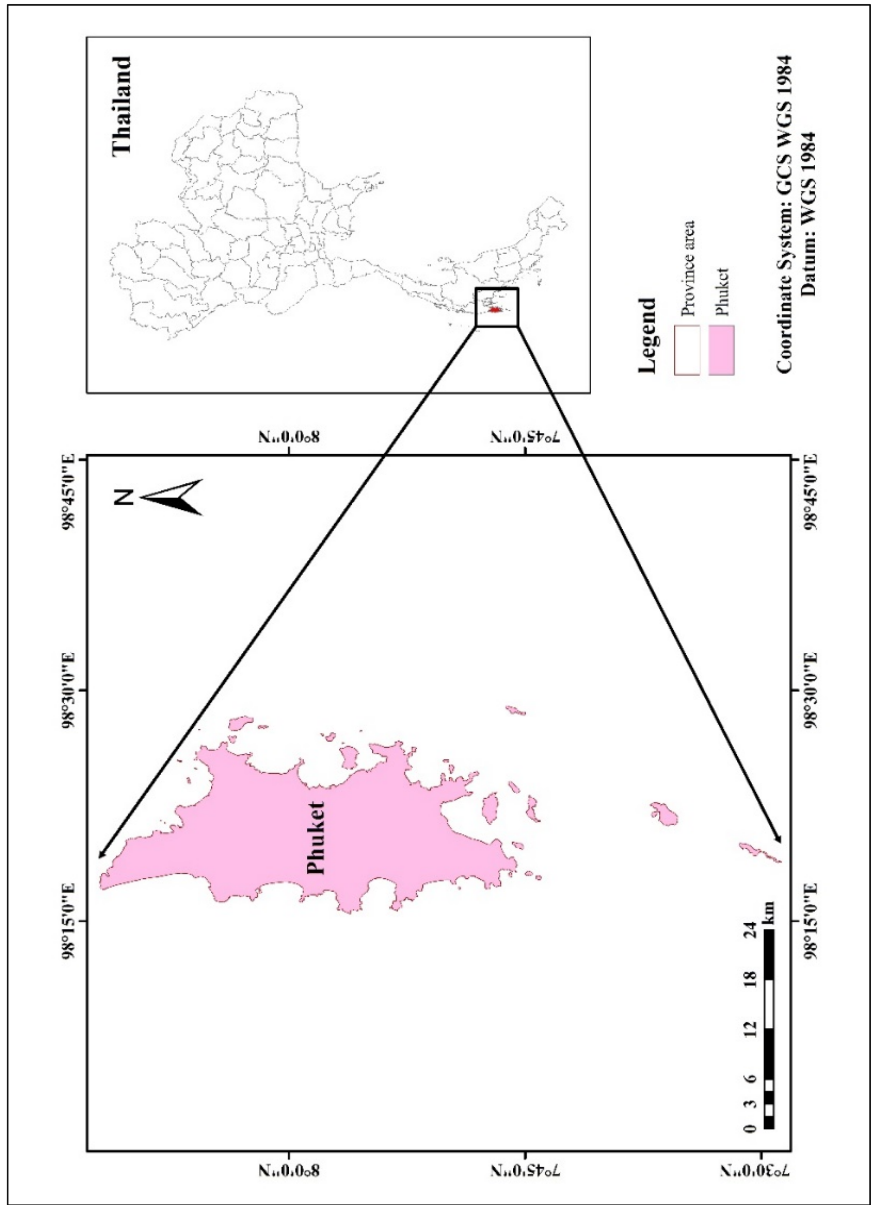 98°15'0"E 98°30'0"E 98°45'0"E
N
Thailand
8°0'0"N
8°0'0"N
Phuket
7°45'0"N
7°45'0"N
7°30'0"N
0 3 6 12 18 24
km
98°15'0"E 98°30'0"E 98°45'0"E
Legend
Province area
Phuket
Coordinate System: GCS WGS 1984
Datum: WGS 1984